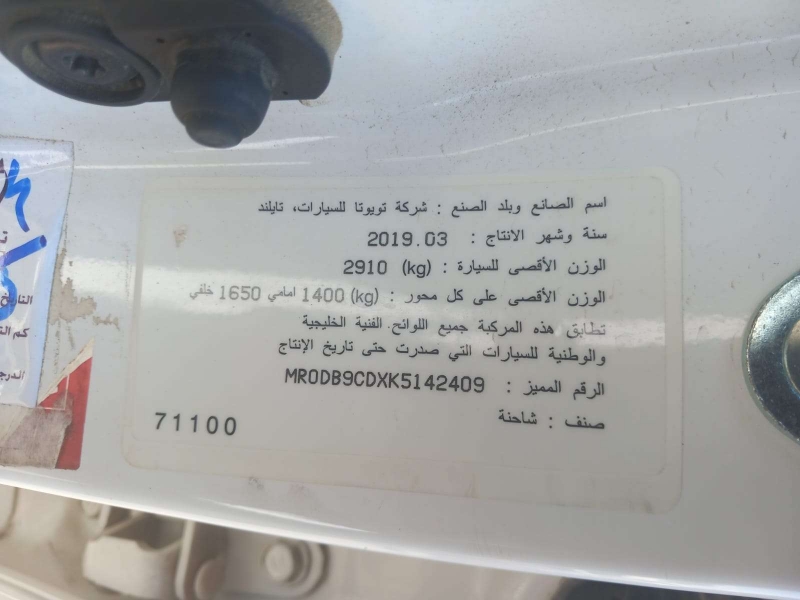 اسم الصانع وبلد الصنع : شركة تويوتا للسيارات، تايلند
سنة وشهر الانتاج : 2019.03
الوزن الأقصى للسيارة : (kg) 2910
الوزن الأقصى على كل محور : (kg) 1400 امامي 1650 خلفي
تطابق هذه المركبة جميع اللوائح الفنية الخليجية
والوطنية للسيارات التي صدرت حتى تاريخ الإنتاج
الرقم المميز : MR0DB9CDXK5142409
صنف : شاحنة
71100
التاريخ
كم